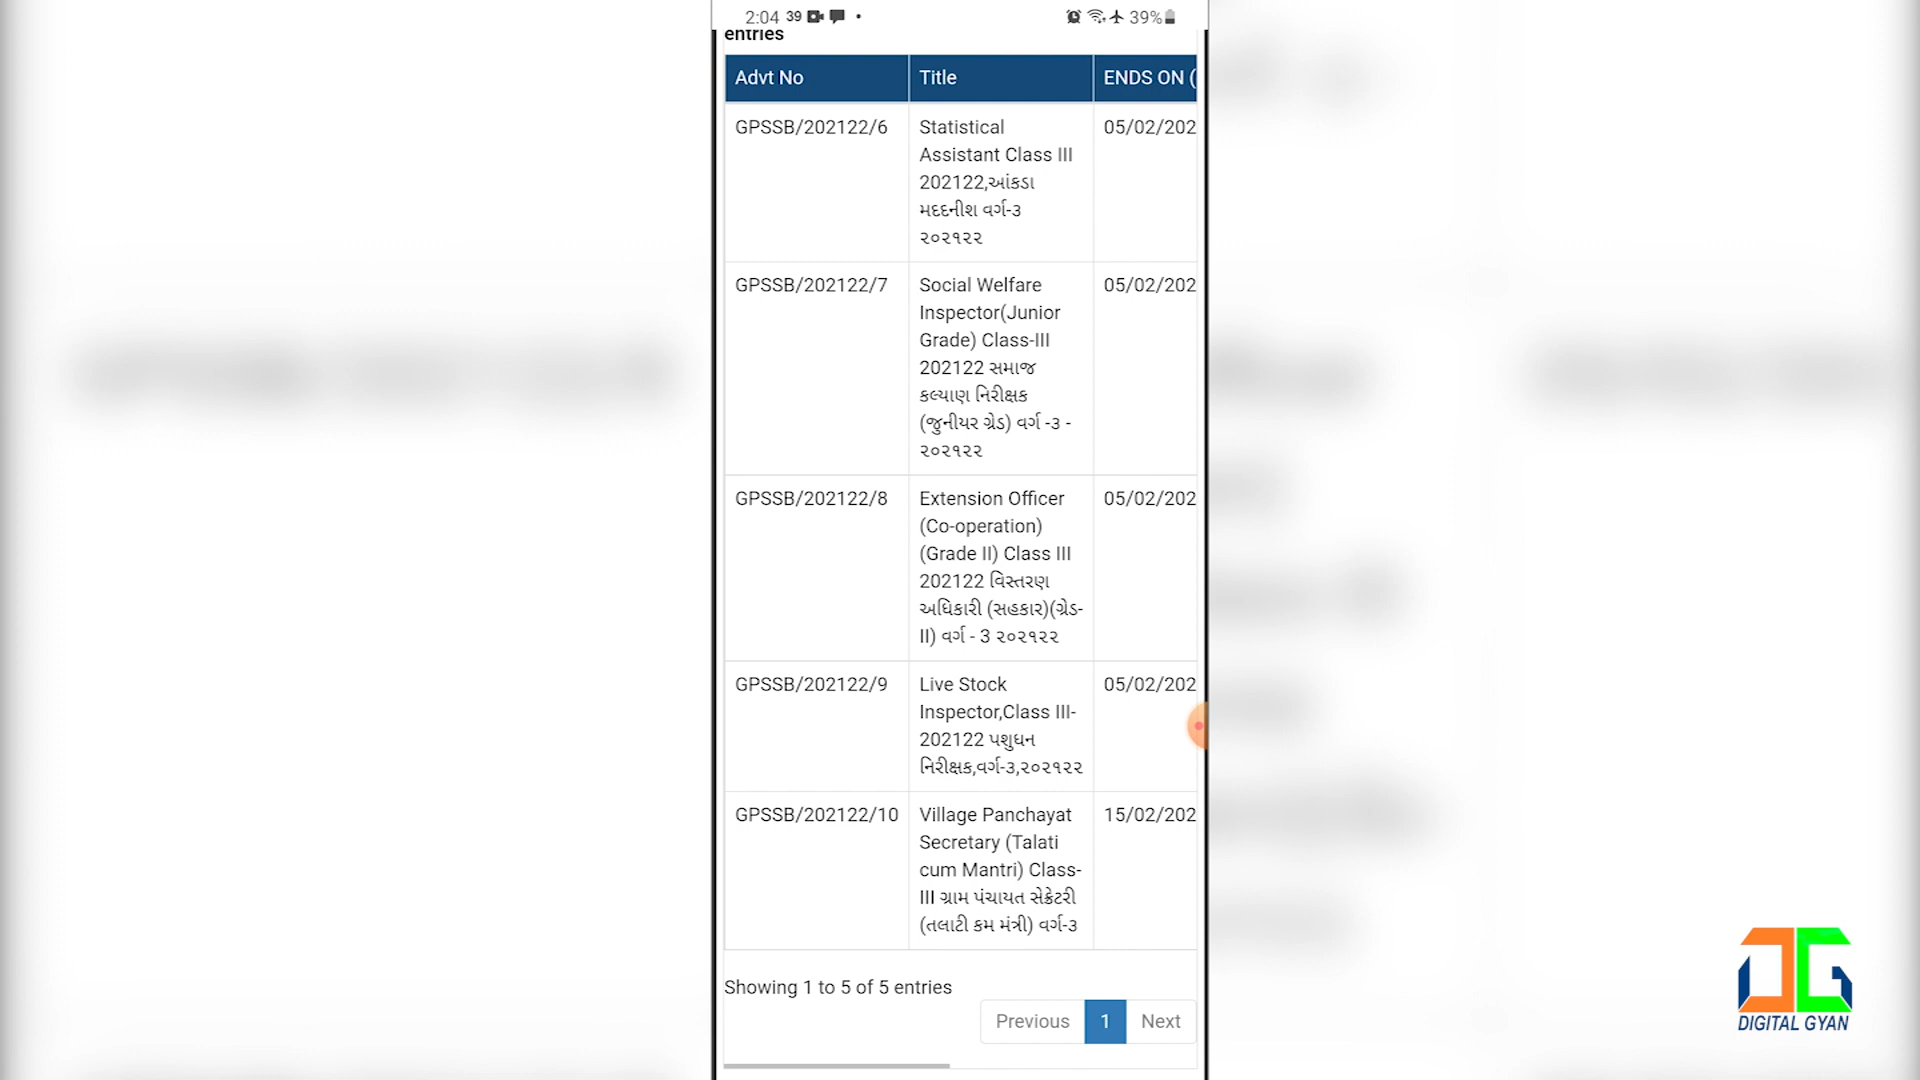 2:04 39 39%
entries
Advt No Title ENDS ON (
GPSSB/202122/6 Statistical 05/02/202
Assistant Class III
202122,આંકડા
મદદનીશ વર્ગ-૩
૨૦૨૧૨૨
GPSSB/202122/7 Social Welfare 05/02/202
Inspector(Junior
Grade) Class-III
202122 સમાજ
કલ્યાણ નિરીક્ષક
(જુનીયર ગ્રેડ) વર્ગ -૩ -
૨૦૨૧૨૨
GPSSB/202122/8 Extension Officer 05/02/202
(Co-operation)
(Grade II) Class III
202122 વિસ્તરણ
અધિકારી (સહકાર)(ગ્રેડ-
II) વર્ગ - 3 ૨૦૨૧૨૨
GPSSB/202122/9 Live Stock 05/02/202
Inspector,Class III-
202122 પશુધન
નિરીક્ષક,વર્ગ-૩,૨૦૨૧૨૨
GPSSB/202122/10 Village Panchayat 15/02/202
Secretary (Talati
cum Mantri) Class-
III ગ્રામ પંચાયત સેક્રેટરી
(તલાટી કમ મંત્રી) વર્ગ-૩
Showing 1 to 5 of 5 entries
Previous 1 Next
DIGITAL GYAN